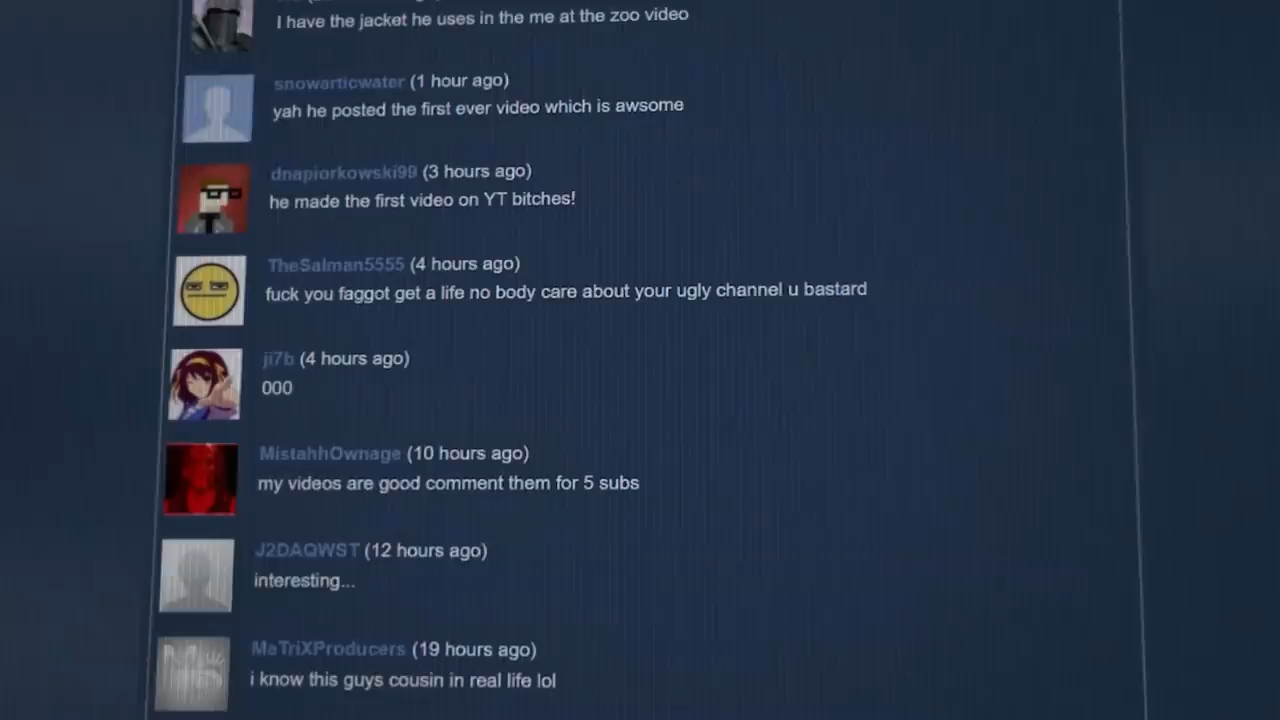 I have the jacket he uses in the me at the zoo video
snowarticwater (1 hour ago)
yah he posted the first ever video which is awsome
dnapiorkowski99 (3 hours ago)
he made the first video on YT bitches!
TheSalman5555 (4 hours ago)
fuck you faggot get a life no body care about your ugly channel u bastard
ji7b (4 hours ago)
000
MistahhOwnage (10 hours ago)
my videos are good comment them for 5 subs
J2DAQWST (12 hours ago)
interesting...
MaTriXProducers (19 hours ago)
i know this guys cousin in real life lol